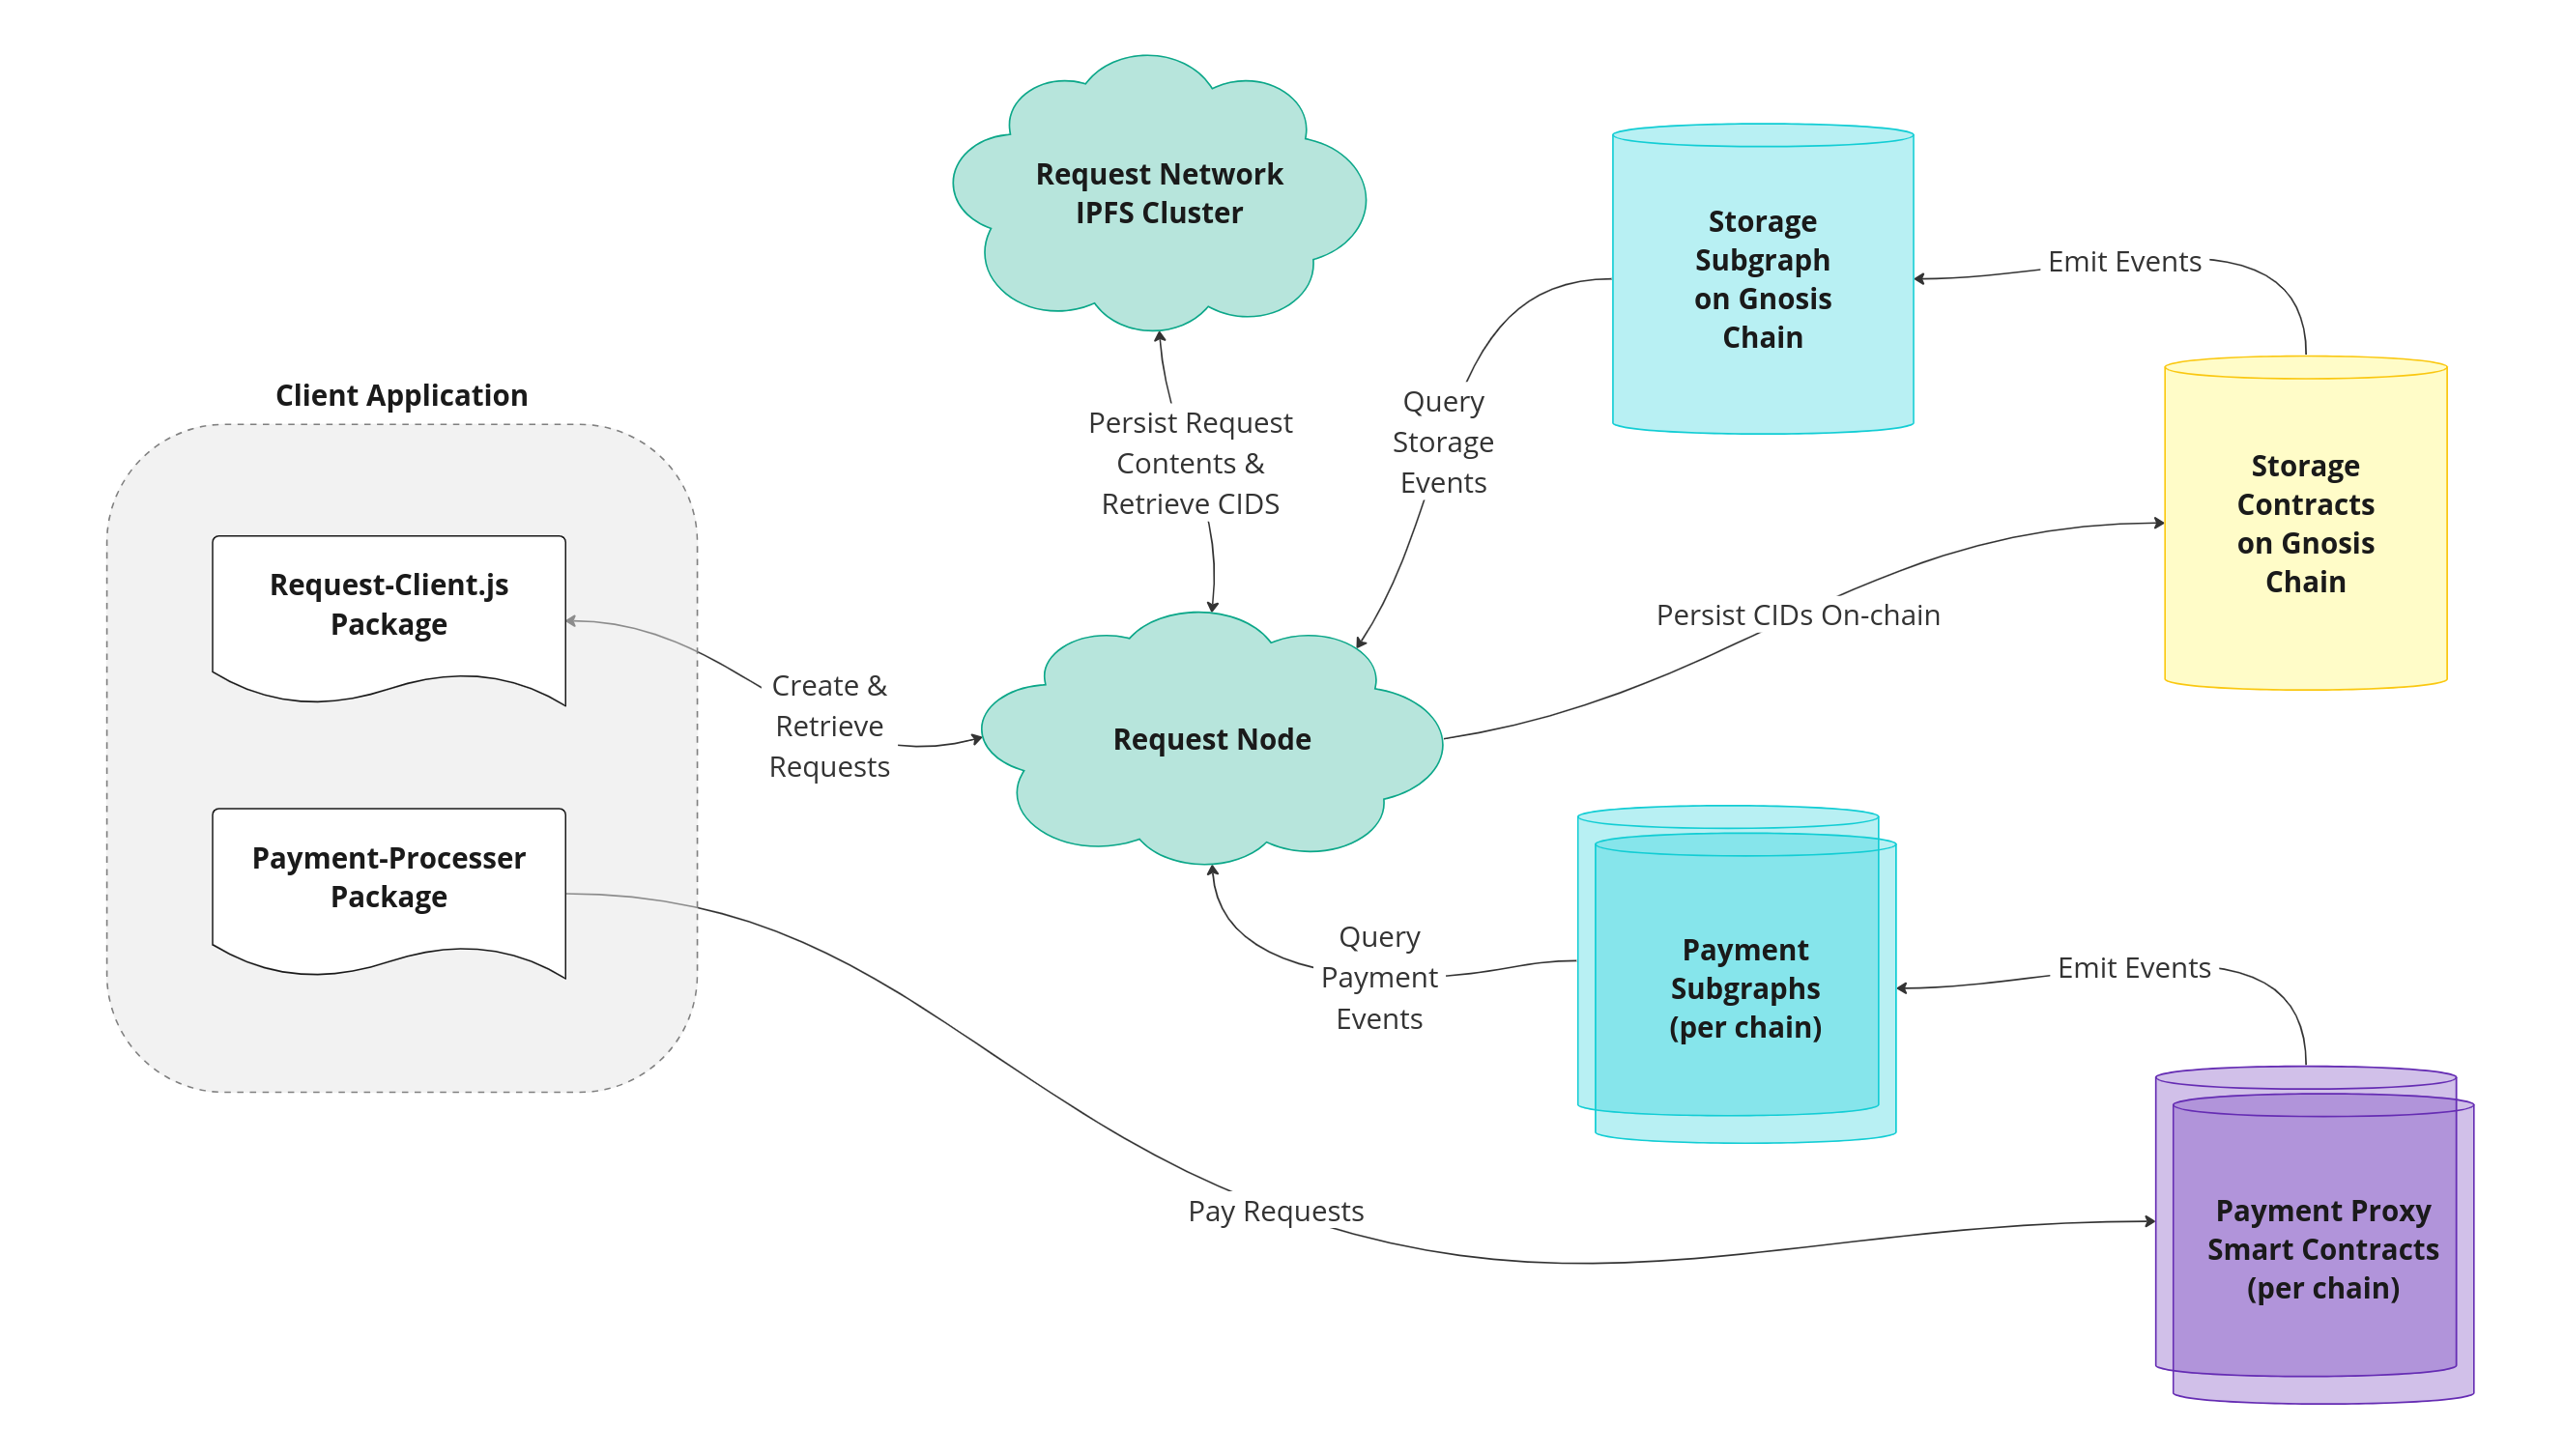 Request Network
IPFS Cluster
Storage
Subgraph
on Gnosis
Chain
Emit Events
Client Application
Persist Request
Contents &
Retrieve CIDS
Query
Storage
Events
Storage
Contracts
on Gnosis
Chain
Request-Client.js
Package
Persist CIDs On-chain
Create &
Retrieve
Requests
Request Node
Payment-Processer
Package
Query
Payment
Events
Payment
Subgraphs
(per chain)
Emit Events
Pay Requests
Payment Proxy
Smart Contracts
(per chain)